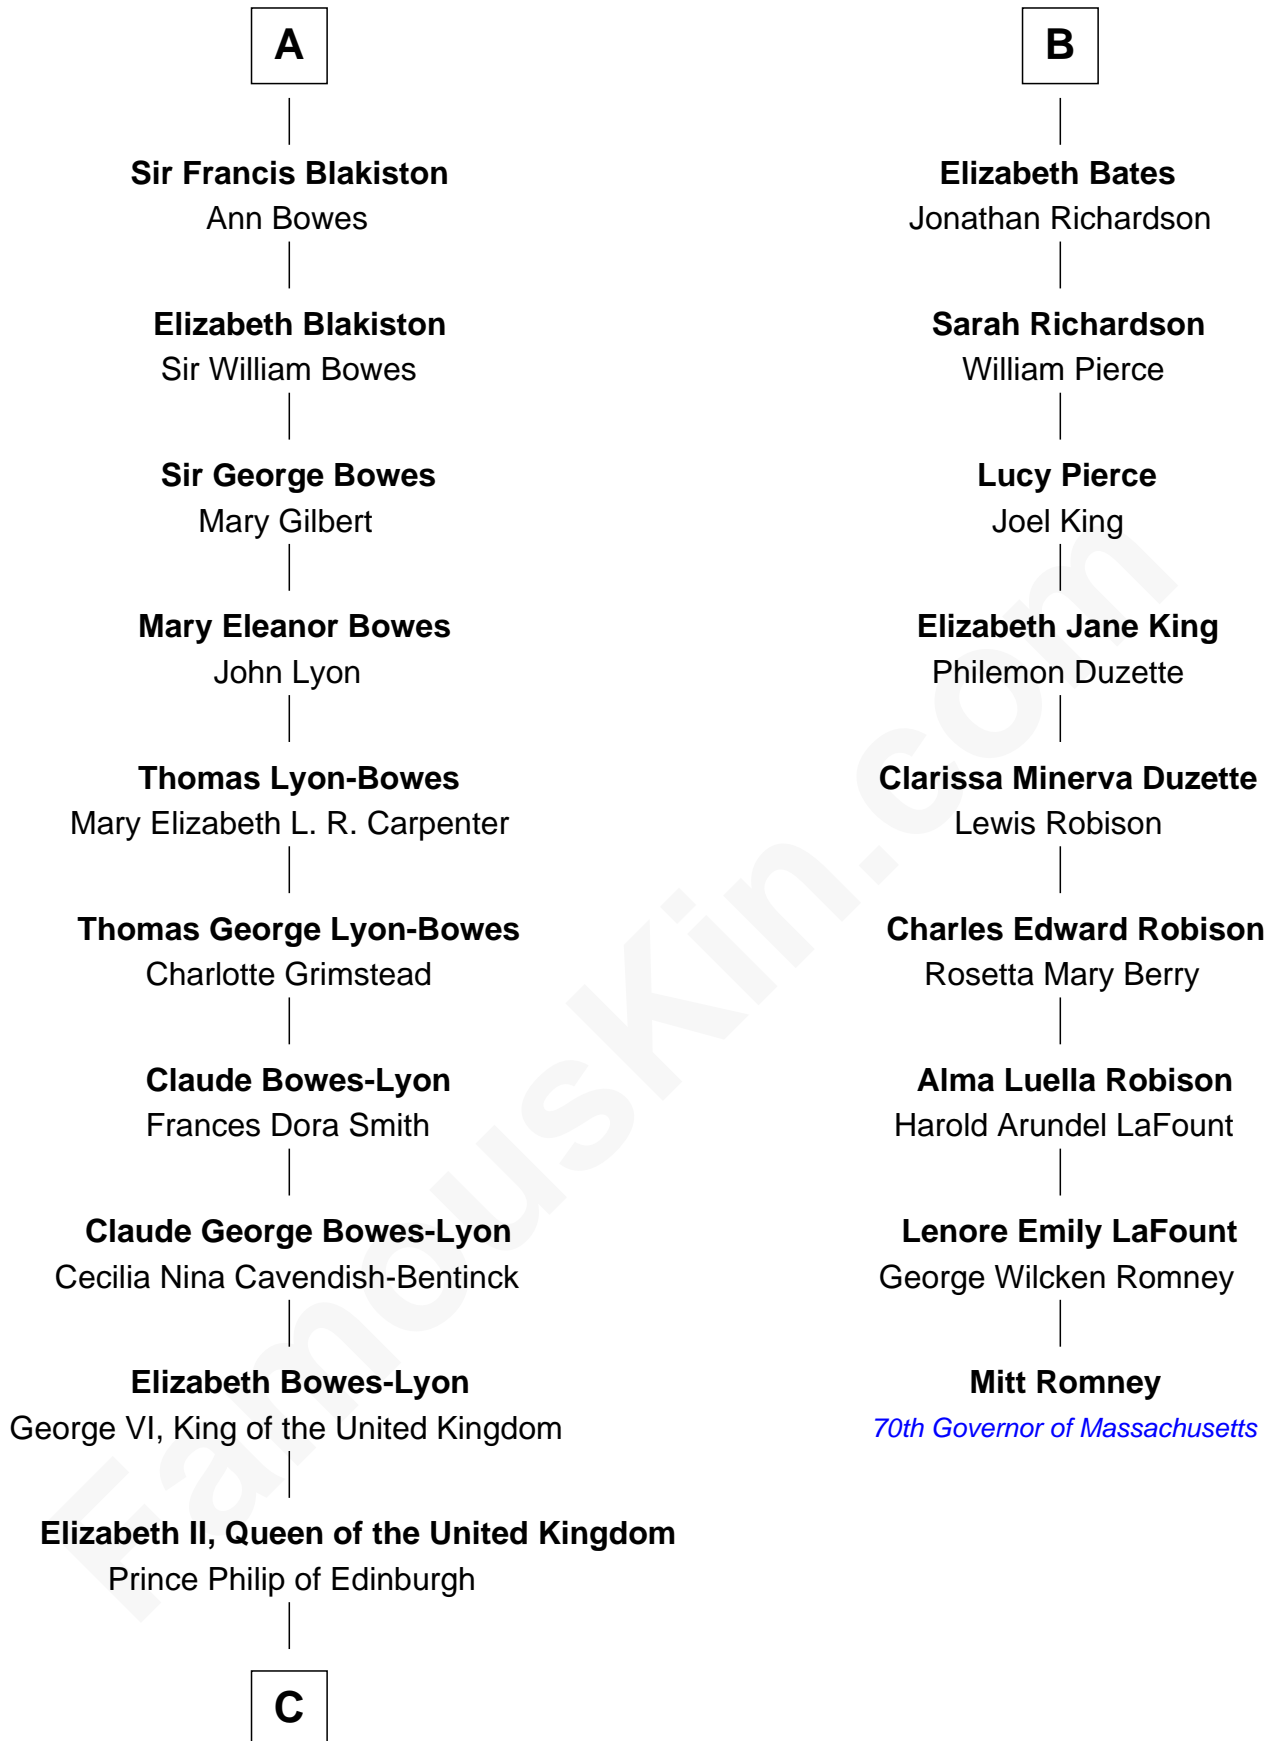 A
Sir Francis Blakiston
Ann Bowes
Elizabeth Blakiston
Sir William Bowes
Sir George Bowes
Mary Gilbert
Mary Eleanor Bowes
John Lyon
Thomas Lyon-Bowes
Mary Elizabeth L. R. Carpenter
Thomas George Lyon-Bowes
Charlotte Grimstead
Claude Bowes-Lyon
Frances Dora Smith
Claude George Bowes-Lyon
Cecilia Nina Cavendish-Bentinck
Elizabeth Bowes-Lyon
George VI, King of the United Kingdom
Elizabeth II, Queen of the United Kingdom
Prince Philip of Edinburgh
C
B
Elizabeth Bates
Jonathan Richardson
Sarah Richardson
William Pierce
Lucy Pierce
Joel King
Elizabeth Jane King
Philemon Duzette
Clarissa Minerva Duzette
Lewis Robison
Charles Edward Robison
Rosetta Mary Berry
Alma Luella Robison
Harold Arundel LaFount
Lenore Emily LaFount
George Wilcken Romney
Mitt Romney
70th Governor of Massachusetts
FamousKin.com